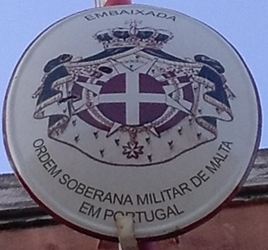 EMBAIXADA
ORDEM SOBERANA MILITAR DE MALTA
EM PORTUGAL